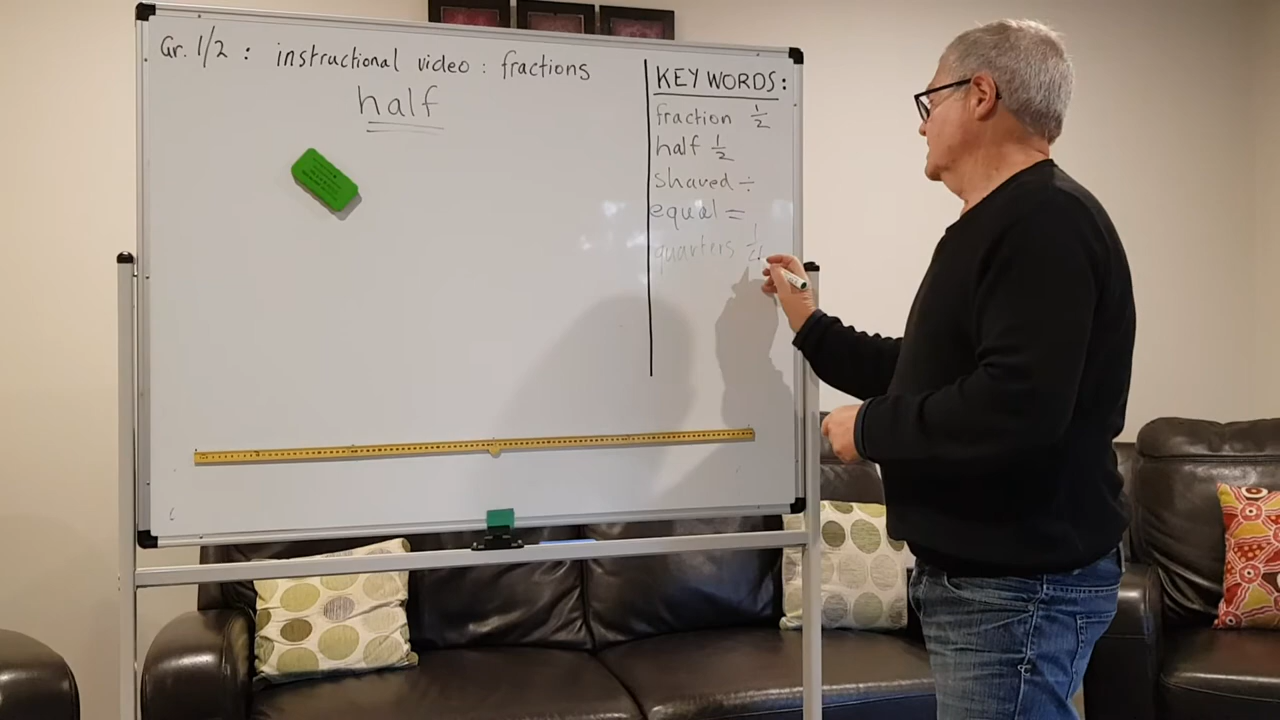 Gr. 1/2 : instructional video : fractions
half
KEY WORDS:
fraction 1/2
half 1/2
shared ÷
equal =
quarters 1/4